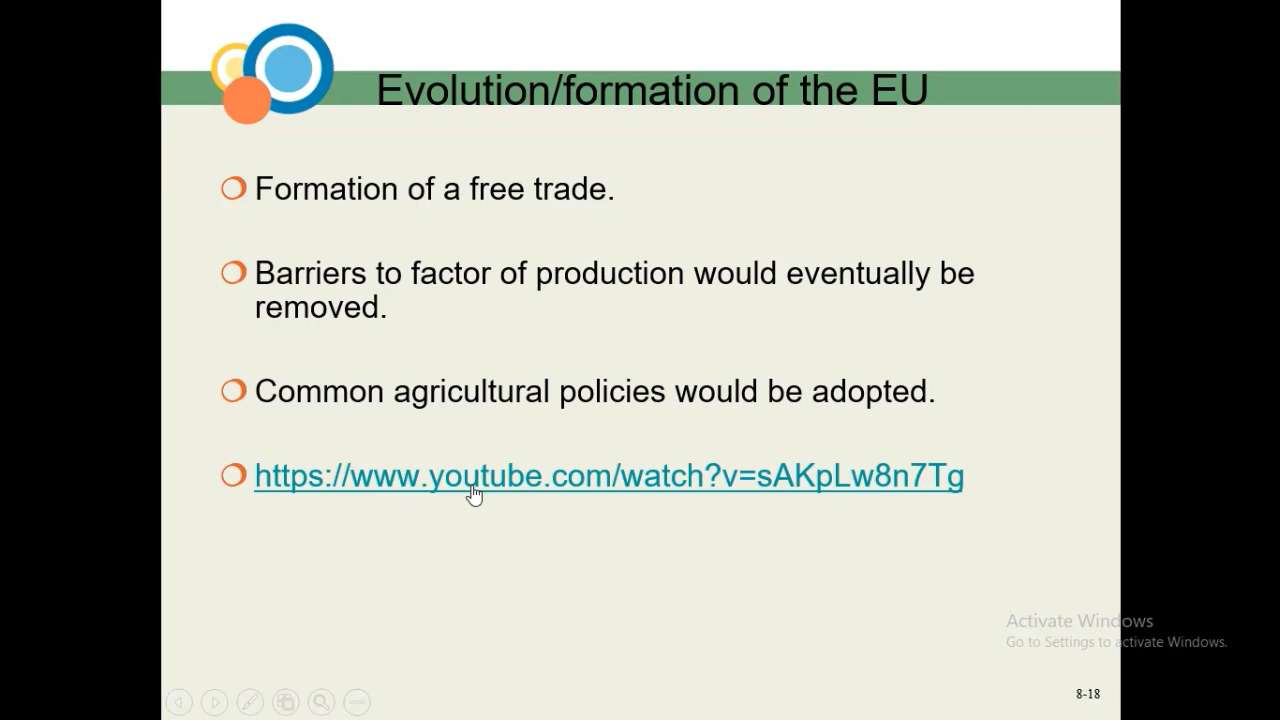 Evolution/formation of the EU
Formation of a free trade.
Barriers to factor of production would eventually be
removed.
Common agricultural policies would be adopted.
https://www.youtube.com/watch?v=sAKpLw8n7Tg
Activate Windows
Go to Settings to activate Windows.
8-18